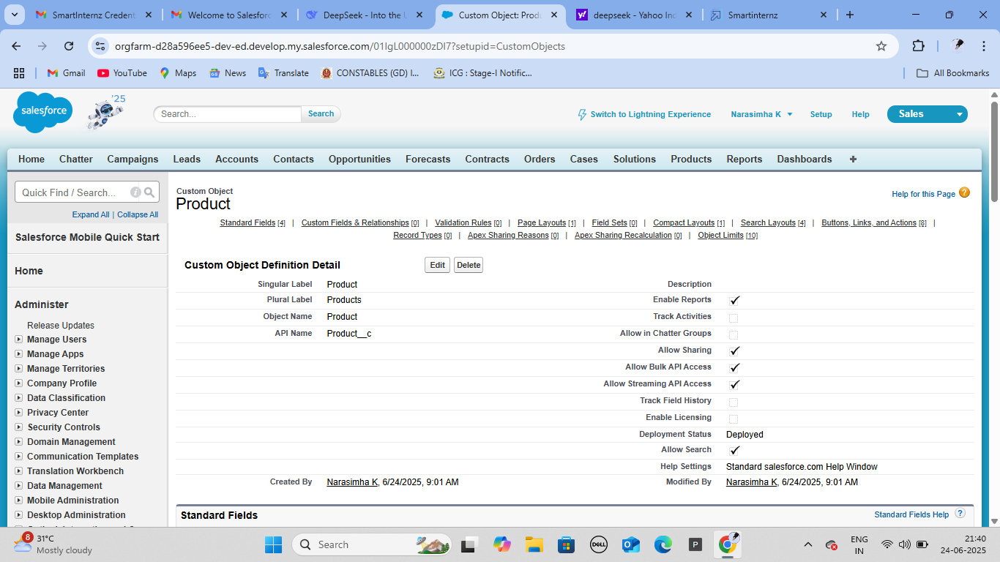 SmartInternz Credent
Welcome to Salesforc
DeepSeek - Into the U
Custom Object: Produ
deepseek - Yahoo Ind
Smartinternz
orgfarm-d28a596ee5-dev-ed.develop.my.salesforce.com/01IgL000000zDI7?setupid=CustomObjects
Gmail YouTube Maps News Translate CONSTABLES (GD) I... ICG : Stage-I Notific... All Bookmarks
salesforce '25 Search... Search Switch to Lightning Experience Narasimha K Setup Help Sales
Home Chatter Campaigns Leads Accounts Contacts Opportunities Forecasts Contracts Orders Cases Solutions Products Reports Dashboards +
Quick Find / Search...
Expand All | Collapse All
Salesforce Mobile Quick Start
Home
Administer
Release Updates
Manage Users
Manage Apps
Manage Territories
Company Profile
Data Classification
Privacy Center
Security Controls
Domain Management
Communication Templates
Translation Workbench
Data Management
Mobile Administration
Desktop Administration
Custom Object
Product
Help for this Page
Standard Fields [4] | Custom Fields & Relationships [0] | Validation Rules [0] | Page Layouts [1] | Field Sets [0] | Compact Layouts [1] | Search Layouts [4] | Buttons, Links, and Actions [8] |
Record Types [0] | Apex Sharing Reasons [0] | Apex Sharing Recalculation [0] | Object Limits [10]
Custom Object Definition Detail Edit Delete
Singular Label Product Description
Plural Label Products Enable Reports
Object Name Product Track Activities
API Name Product__c Allow in Chatter Groups
Allow Sharing
Allow Bulk API Access
Allow Streaming API Access
Track Field History
Enable Licensing
Deployment Status Deployed
Allow Search
Help Settings Standard salesforce.com Help Window
Created By Narasimha K, 6/24/2025, 9:01 AM Modified By Narasimha K, 6/24/2025, 9:01 AM
Standard Fields Standard Fields Help ?
8 31°C
Mostly cloudy
Search
DELL
P
ENG
IN
21:40
24-06-2025